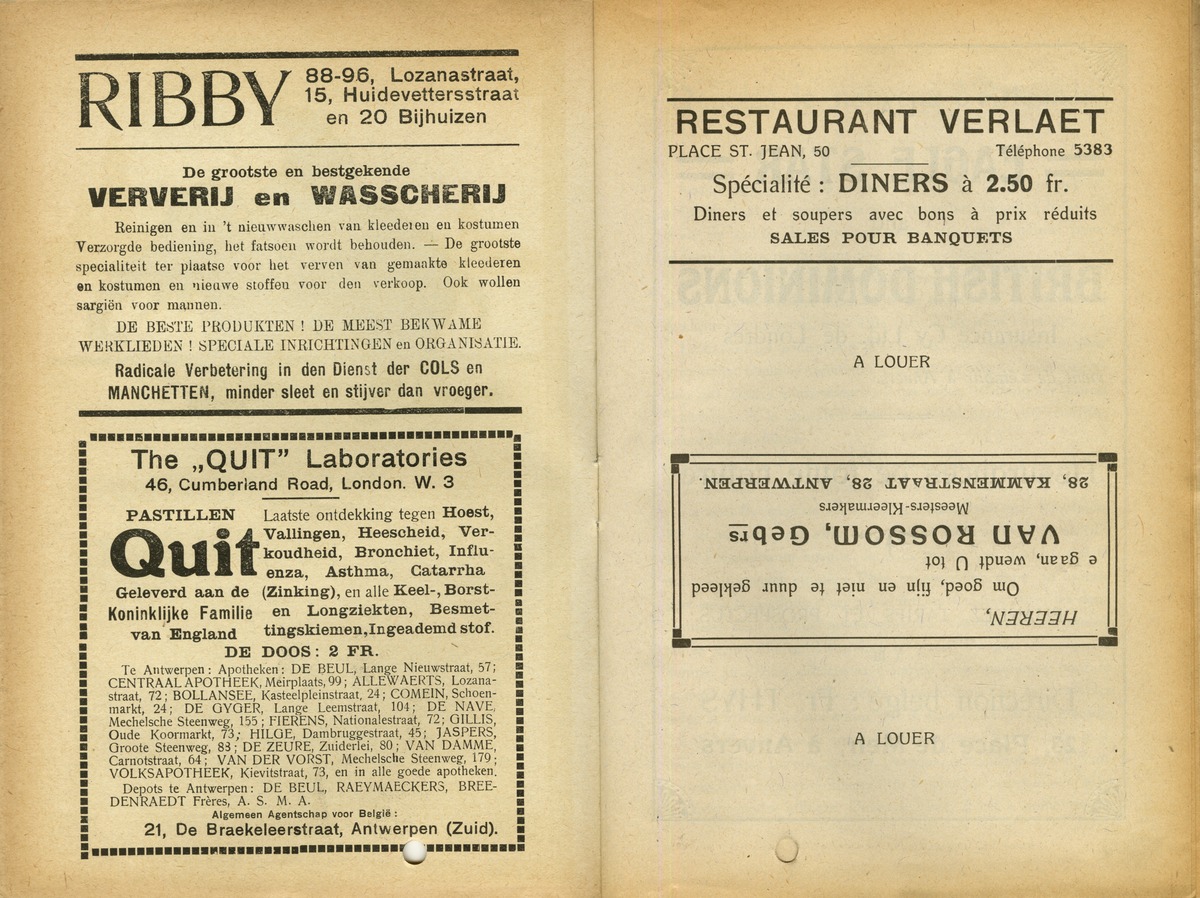 RIBBY
88-96, Lozanastraat,
15, Huidevettersstraat
en 20 Bijhuizen
De grootste en bestgekende
VERVERIJ en WASSCHERIJ
Reinigen en in 't nieuwwaschen van kleederen en kostumen
Verzorgde bediening, het fatsoen wordt behouden. — De grootste
specialiteit ter plaatse voor het verven van gemaakte kleederen
en kostumen en nieuwe stoffen voor den verkoop. Ook wollen
sargiën voor mannen.
DE BESTE PRODUKTEN ! DE MEEST BEKWAME
WERKLIEDEN ! SPECIALE INRICHTINGEN en ORGANISATIE.
Radicale Verbetering in den Dienst der COLS en
MANCHETTEN, minder sleet en stijver dan vroeger.
The „QUIT” Laboratories
46, Cumberland Road, London. W. 3
PASTILLEN
Quit
Geleverd aan de
Koninklijke Familie
van England
Laatste ontdekking tegen Hoest,
Vallingen, Heescheid, Ver-
koudheid, Bronchiet, Influ-
enza, Asthma, Catarrha
(Zinking), en alle Keel-, Borst-
en Longziekten, Besmet-
tingskiemen, Ingeademd stof.
DE DOOS : 2 FR.
Te Antwerpen : Apotheken : DE BEUL, Lange Nieuwstraat, 57 ;
CENTRAAL APOTHEEK, Meirplaats, 99 ; ALLEWAERTS, Lozana-
straat, 72 ; BOLLANSEE, Kasteelpleinstraat, 24 ; COMEIN, Schoen-
markt, 24 ; DE GYGER, Lange Leemstraat, 104 ; DE NAVE,
Mechelsche Steenweg, 155 ; FIERENS, Nationalestraat, 72 ; GILLIS,
Oude Koormarkt, 73 ; HILGE, Dambruggestraat, 45 ; JASPERS,
Groote Steenweg, 88 ; DE ZEURE, Zuiderlei, 80 ; VAN DAMME,
Carnotstraat, 64 ; VAN DER VORST, Mechelsche Steenweg, 179 ;
VOLKSAPOTHEEK, Kievitstraat, 73, en in alle goede apotheken.
Depots te Antwerpen : DE BEUL, RAEYMAECKERS, BREE-
DENRAEDT Frères, A. S. M. A.
Algemeen Agentschap voor België :
21, De Braekeleerstraat, Antwerpen (Zuid).
RESTAURANT VERLAET
PLACE ST. JEAN, 50 Téléphone 5383
Spécialité : DINERS à 2.50 fr.
Diners et soupers avec bons à prix réduits
SALES POUR BANQUETS
A LOUER
HEEREN,
Om goed, fijn en niet te duur gekleed
e gaan, wendt U tot
VAN ROSSOM, Gebrs
Meesters-Kleermakers
28, KAMMENSTRAAT 28, ANTWERPEN.
A LOUER